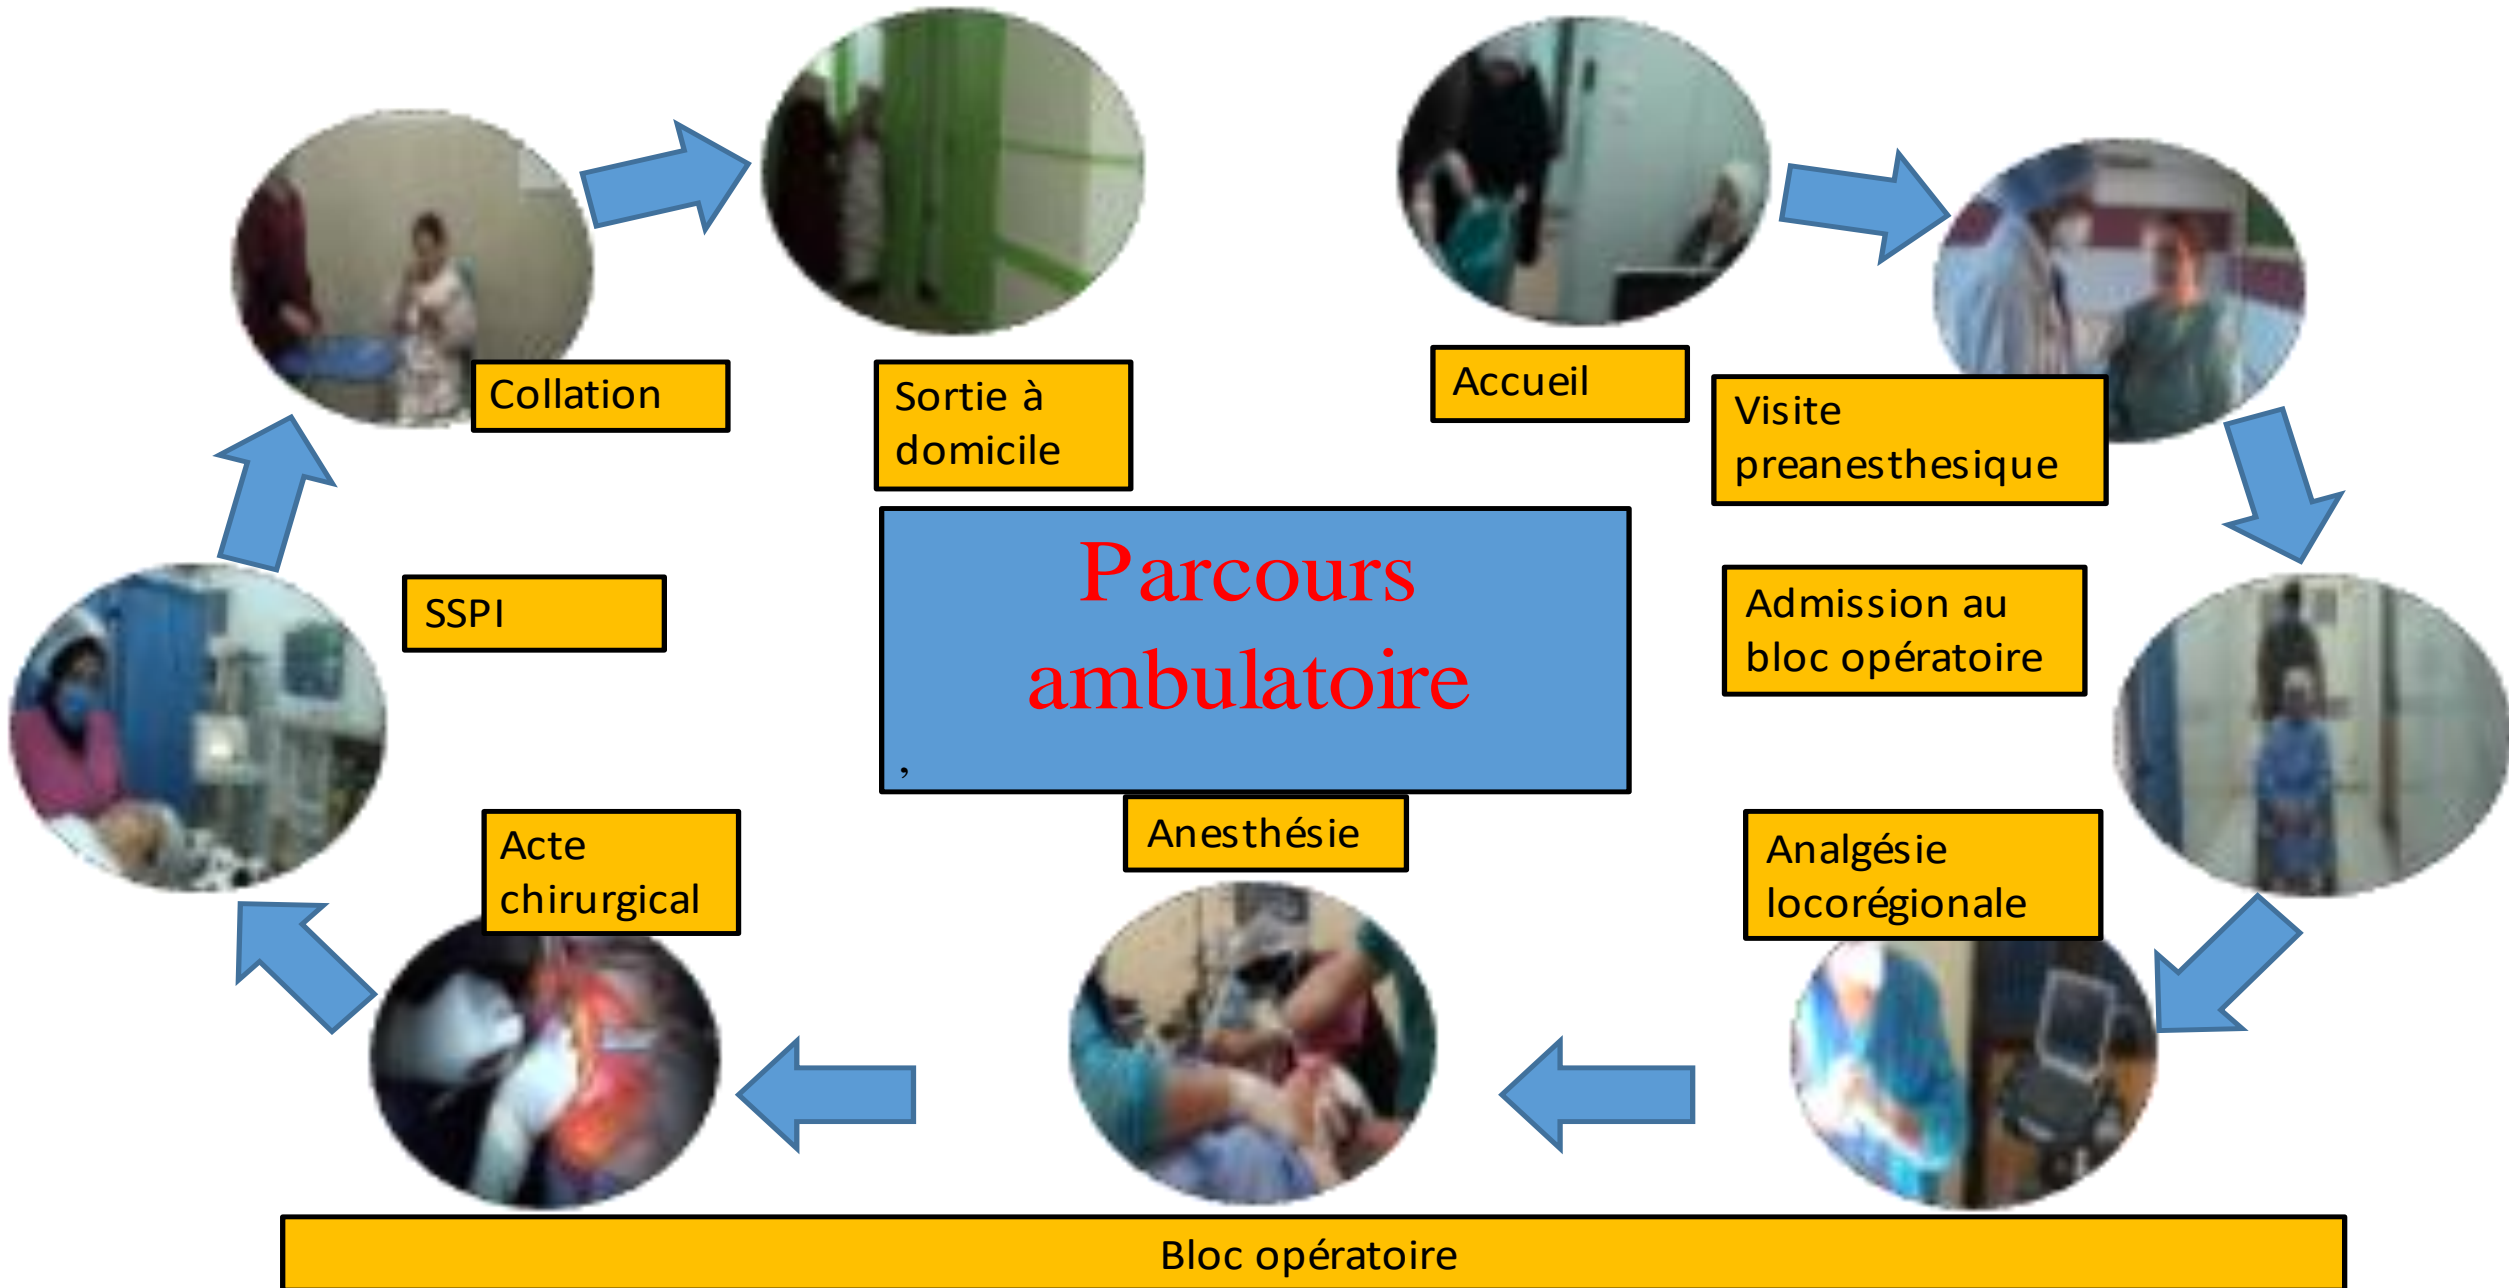 Collation
Sortie à
domicile
Accueil
Visite
preanesthesique
SSPI
Parcours
ambulatoire
,
Admission au
bloc opératoire
Acte
chirurgical
Anesthésie
Analgésie
locorégionale
Bloc opératoire